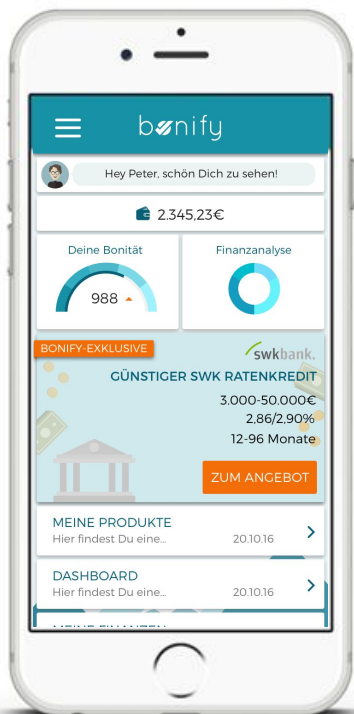 bonify
Hey Peter, schön Dich zu sehen!
2.345,23€
Deine Bonität
Finanzanalyse
988
BONIFY-EXKLUSIVE
swkbank.
GÜNSTIGER SWK RATENKREDIT
3.000-50.000€
2,86/2,90%
12-96 Monate
ZUM ANGEBOT
MEINE PRODUKTE
Hier findest Du eine...
20.10.16
DASHBOARD
Hier findest Du eine...
20.10.16
MEINE FINANZEN